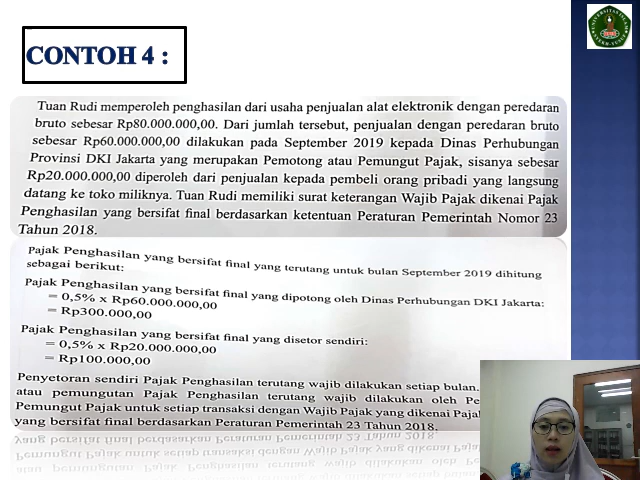 CONTOH 4 :
Tuan Rudi memperoleh penghasilan dari usaha penjualan alat elektronik dengan peredaran
bruto sebesar Rp80.000.000,00. Dari jumlah tersebut, penjualan dengan peredaran bruto
sebesar Rp60.000.000,00 dilakukan pada September 2019 kepada Dinas Perhubungan
Provinsi DKI Jakarta yang merupakan Pemotong atau Pemungut Pajak, sisanya sebesar
Rp20.000.000,00 diperoleh dari penjualan kepada pembeli orang pribadi yang langsung
datang ke toko miliknya. Tuan Rudi memiliki surat keterangan Wajib Pajak dikenai Pajak
Penghasilan yang bersifat final berdasarkan ketentuan Peraturan Pemerintah Nomor 23
Tahun 2018.
Pajak Penghasilan yang bersifat final yang terutang untuk bulan September 2019 dihitung
sebagai berikut:
Pajak Penghasilan yang bersifat final yang dipotong oleh Dinas Perhubungan DKI Jakarta:
= 0,5% x Rp60.000.000,00
= Rp300.000,00
Pajak Penghasilan yang bersifat final yang disetor sendiri:
= 0,5% x Rp20.000.000,00
= Rp100.000,00
Penyetoran sendiri Pajak Penghasilan terutang wajib dilakukan setiap bulan.
atau pemungutan Pajak Penghasilan terutang wajib dilakukan oleh Pe
Pemungut Pajak untuk setiap transaksi dengan Wajib Pajak yang dikenai Paja
yang bersifat final berdasarkan Peraturan Pemerintah 23 Tahun 2018.